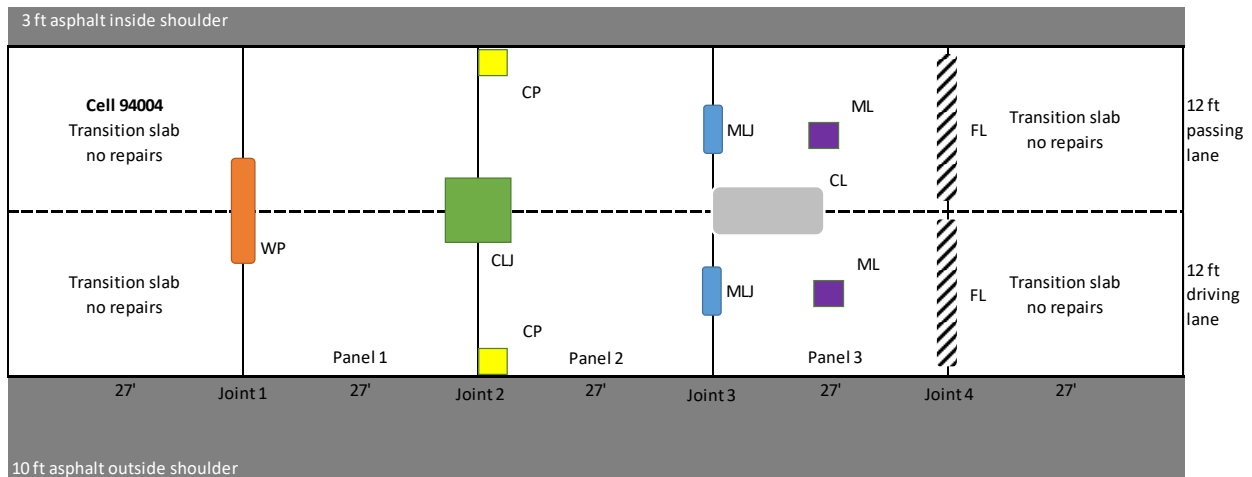 3 ft asphalt inside shoulder
Cell 94004
Transition slab
no repairs
CP
MLJ
ML
FL
Transition slab
no repairs
12 ft
passing
lane
CL
WP
CLJ
Transition slab
no repairs
CP
MLJ
ML
FL
Transition slab
no repairs
12 ft
driving
lane
Panel 1
Panel 2
Panel 3
27'
Joint 1
27'
Joint 2
27'
Joint 3
27'
Joint 4
27'
10 ft asphalt outside shoulder